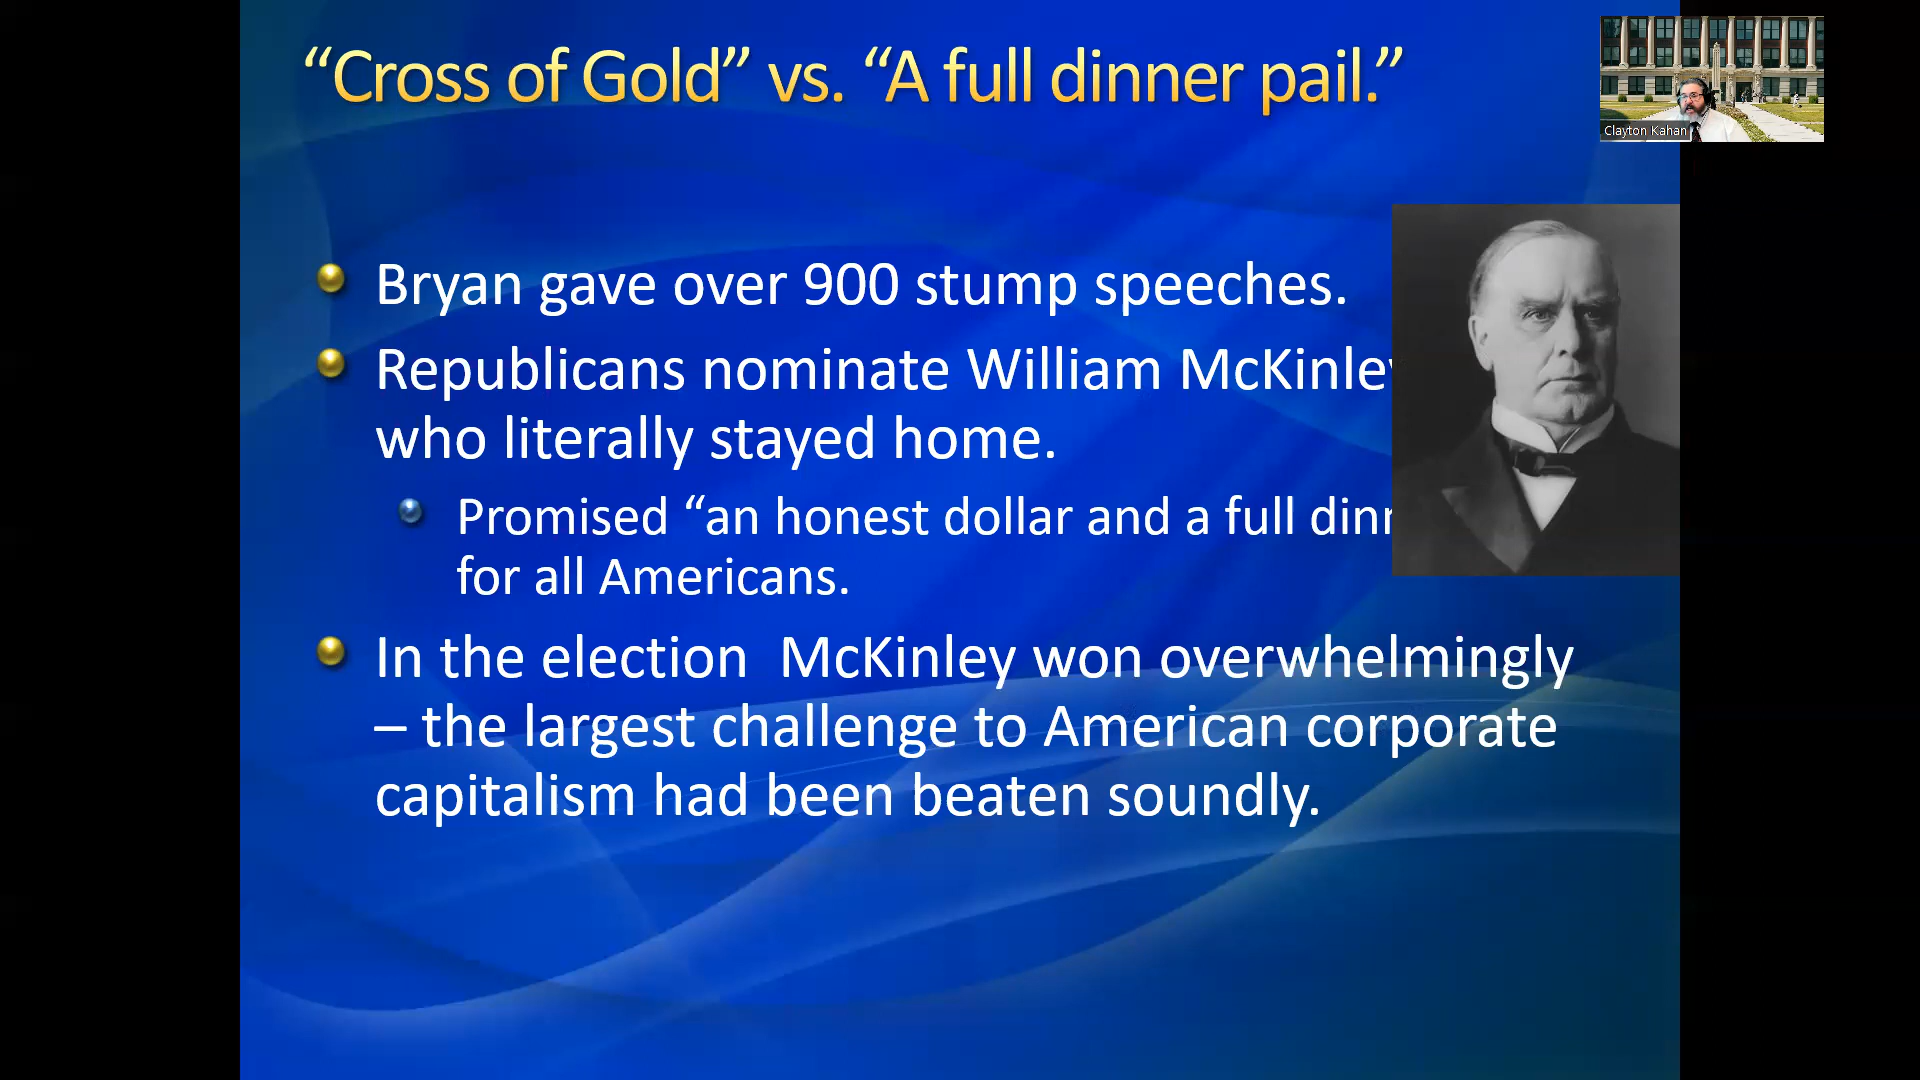 “Cross of Gold” vs. “A full dinner pail.”
Clayton Kahan
Bryan gave over 900 stump speeches.
Republicans nominate William McKinley
who literally stayed home.
Promised “an honest dollar and a full
for all Americans.
In the election  McKinley won overwhelmingly
– the largest challenge to American corporate
capitalism had been beaten soundly.